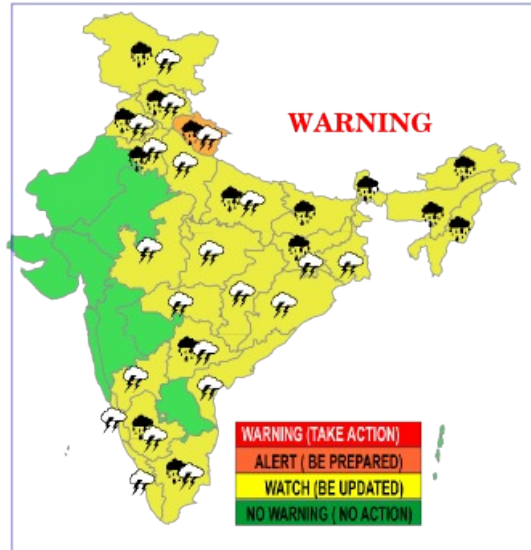 WARNING
WARNING (TAKE ACTION)
ALERT ( BE PREPARED)
WATCH (BE UPDATED)
NO WARNING ( NO ACTION)